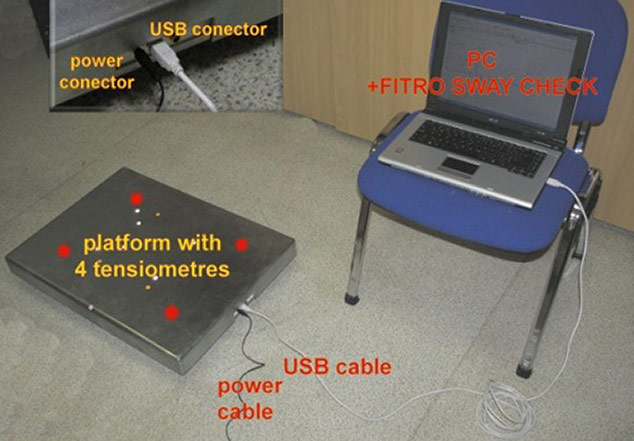 USB conector
power
conector
PC
+FITRO SWAY CHECK
platform with
4 tensiometres
USB cable
power
cable